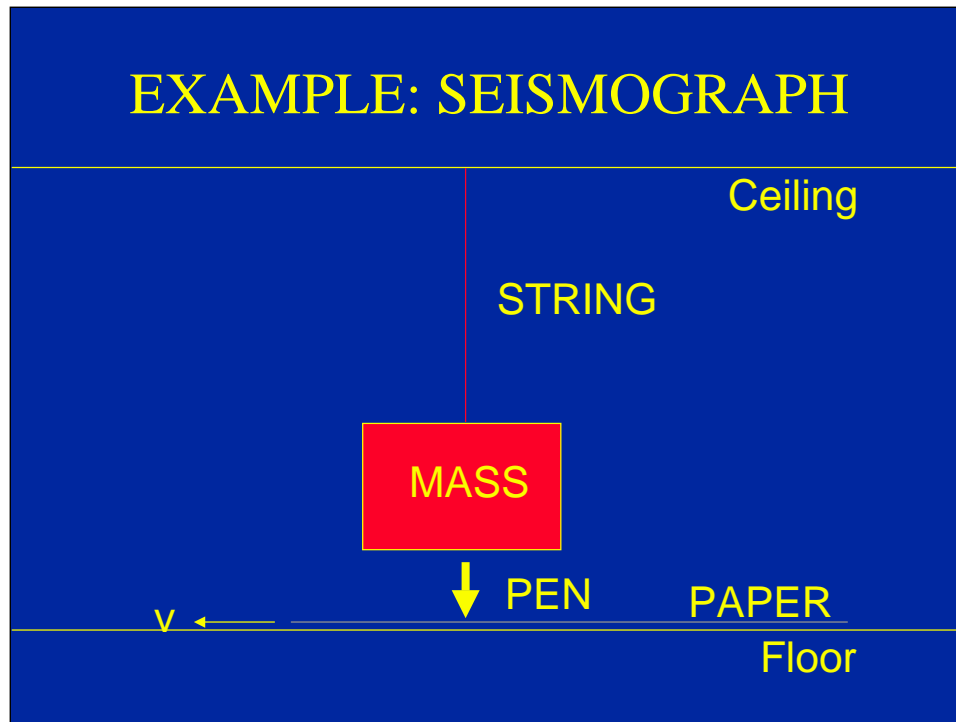 EXAMPLE: SEISMOGRAPH
Ceiling
STRING
MASS
PEN
PAPER
v
Floor